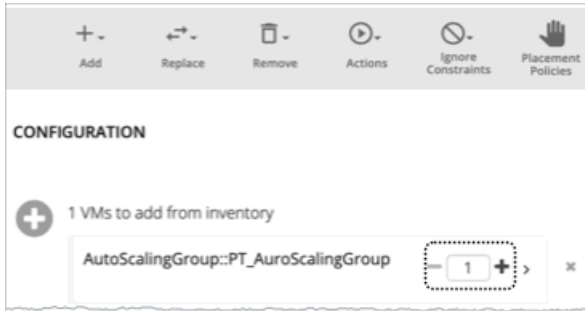 Add
Replace
Remove
Actions
Ignore
Constraints
Placement
Policies
CONFIGURATION
1 VMs to add from inventory
AutoScalingGroup::PT_AuroScalingGroup
1